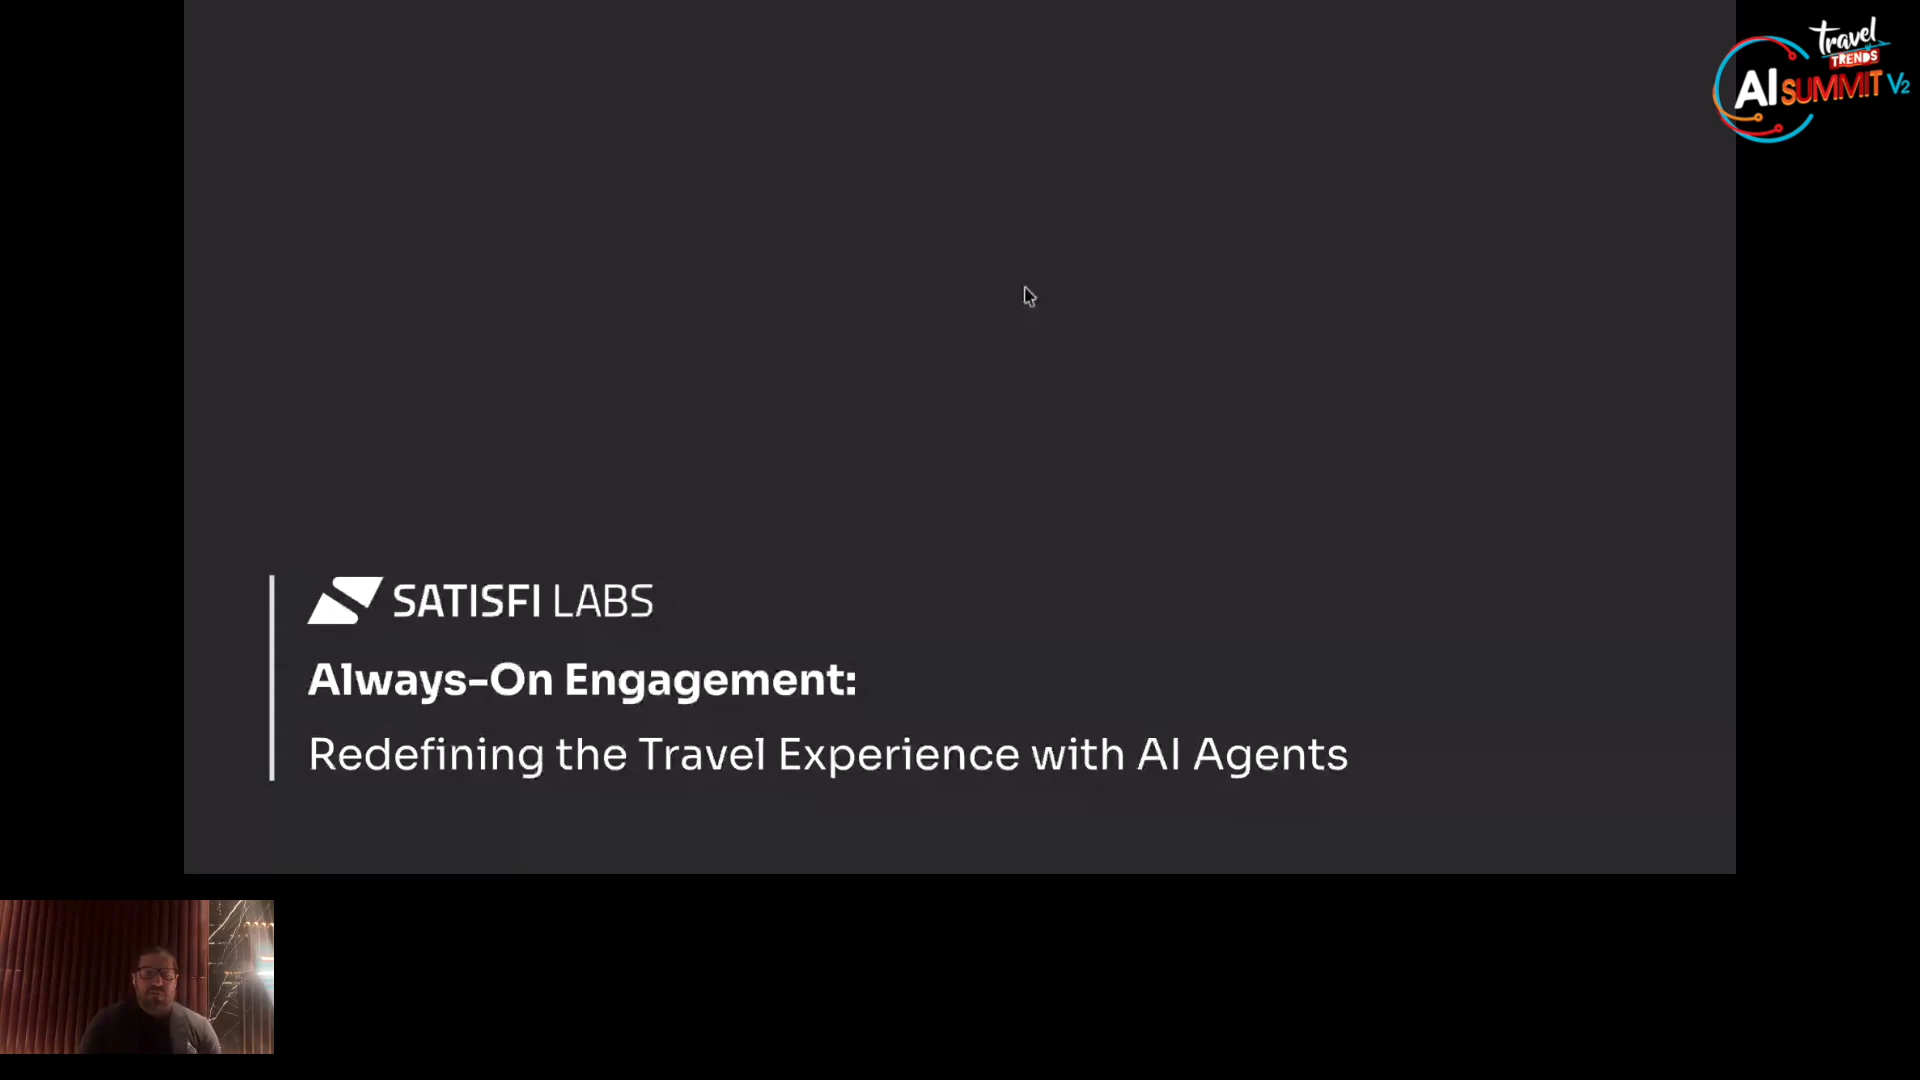 travel
TRENDS
AI SUMMIT V2
SATISFI LABS
Always-On Engagement:
Redefining the Travel Experience with AI Agents